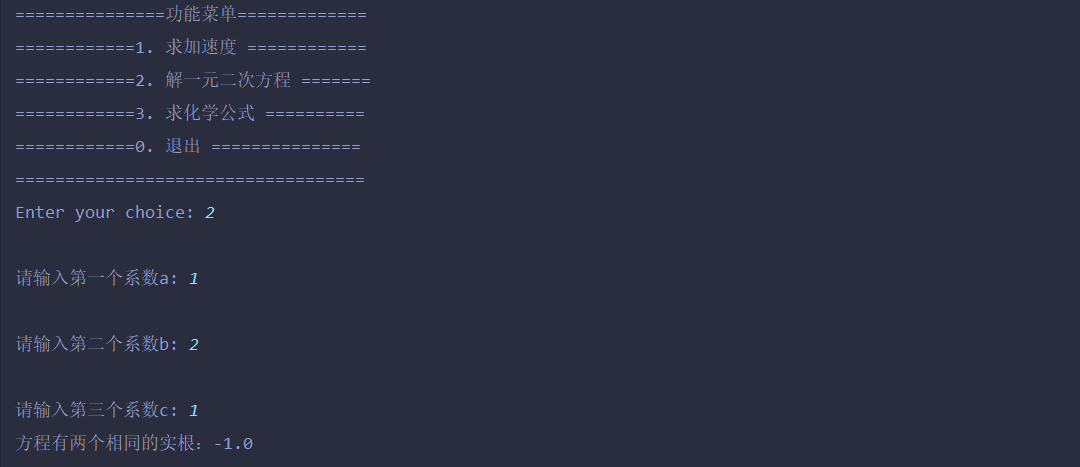 ===============功能菜单=============
============1. 求加速度 ============
============2. 解一元二次方程 =======
============3. 求化学公式 ==========
============0. 退出 ===============
===================================
Enter your choice: 2
请输入第一个系数a: 1
请输入第二个系数b: 2
请输入第三个系数c: 1
方程有两个相同的实根：-1.0